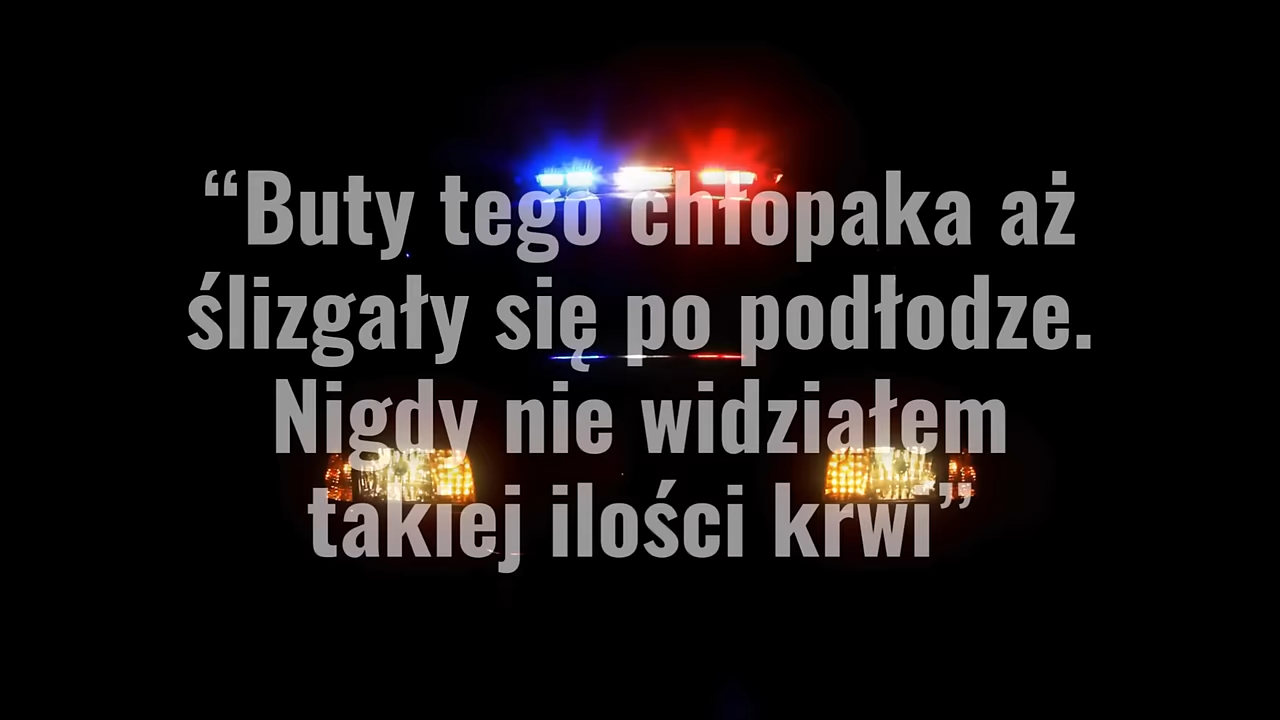 “Buty tego chłopaka aż
ślizgały się po podłodze.
Nigdy nie widziałem
takiej ilości krwi”